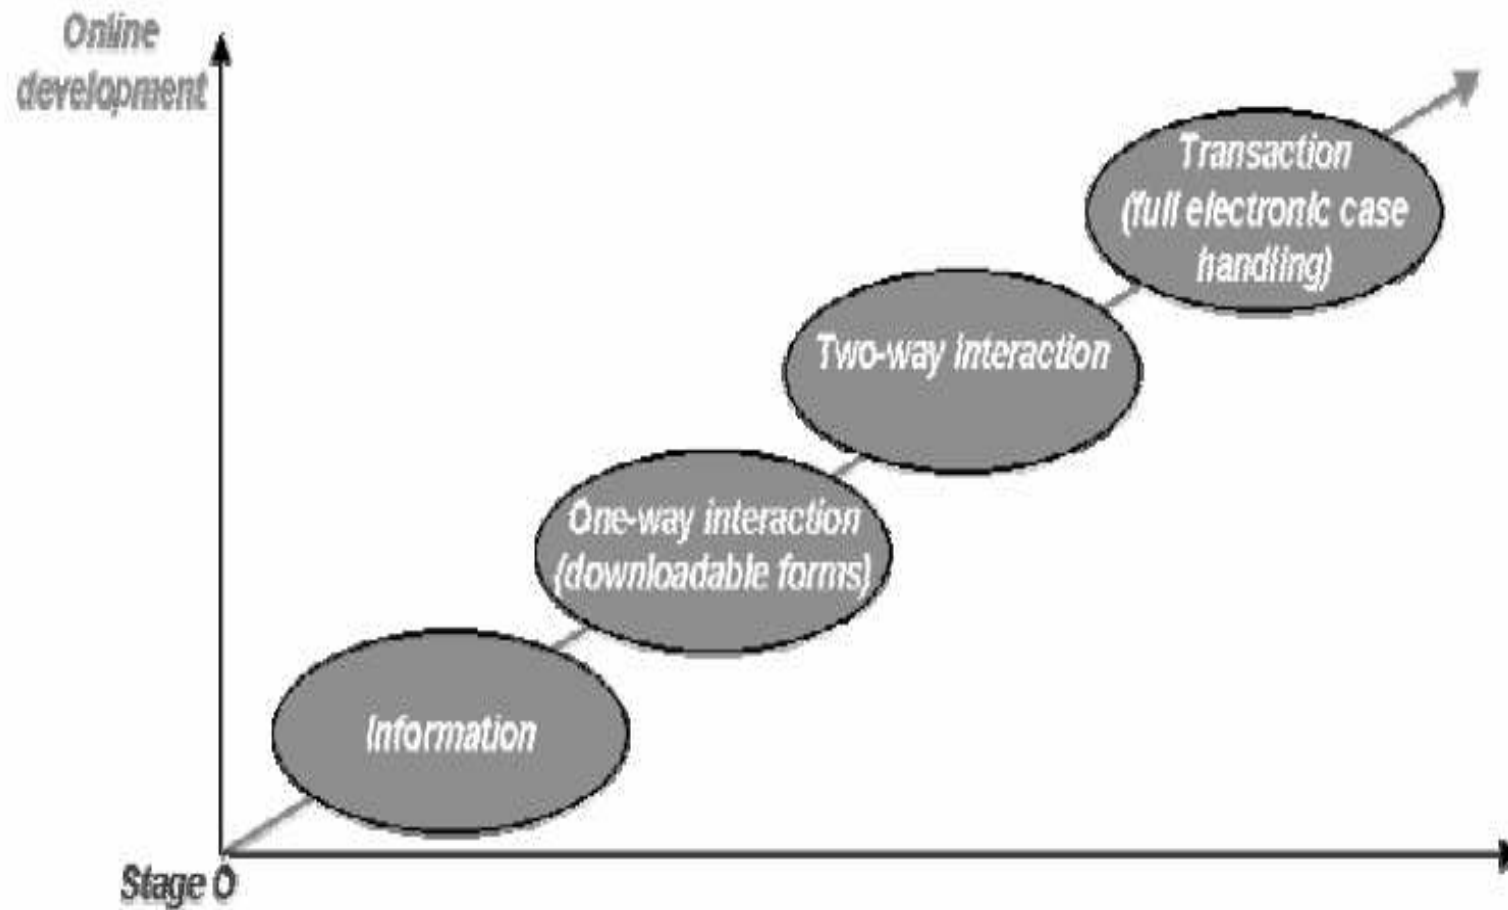 Online
development
Transaction
(full electronic case
handling)
Two-way interaction
One-way interaction
(downloadable forms)
Information
Stage 0